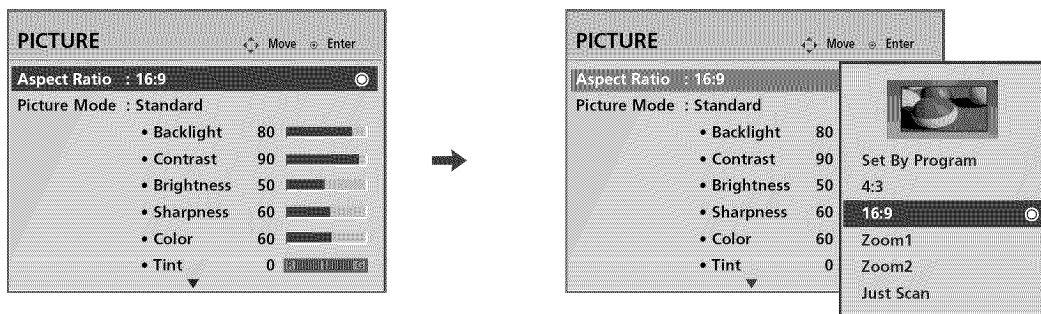 PICTURE
Move Enter
Aspect Ratio : 16:9
Picture Mode : Standard
• Backlight 80
• Contrast 90
• Brightness 50
• Sharpness 60
• Color 60
• Tint 0 R G
PICTURE
Move Enter
Aspect Ratio : 16:9
Picture Mode : Standard
• Backlight 80
• Contrast 90
• Brightness 50
• Sharpness 60
• Color 60
• Tint 0
Set By Program
4:3
16:9
Zoom1
Zoom2
Just Scan